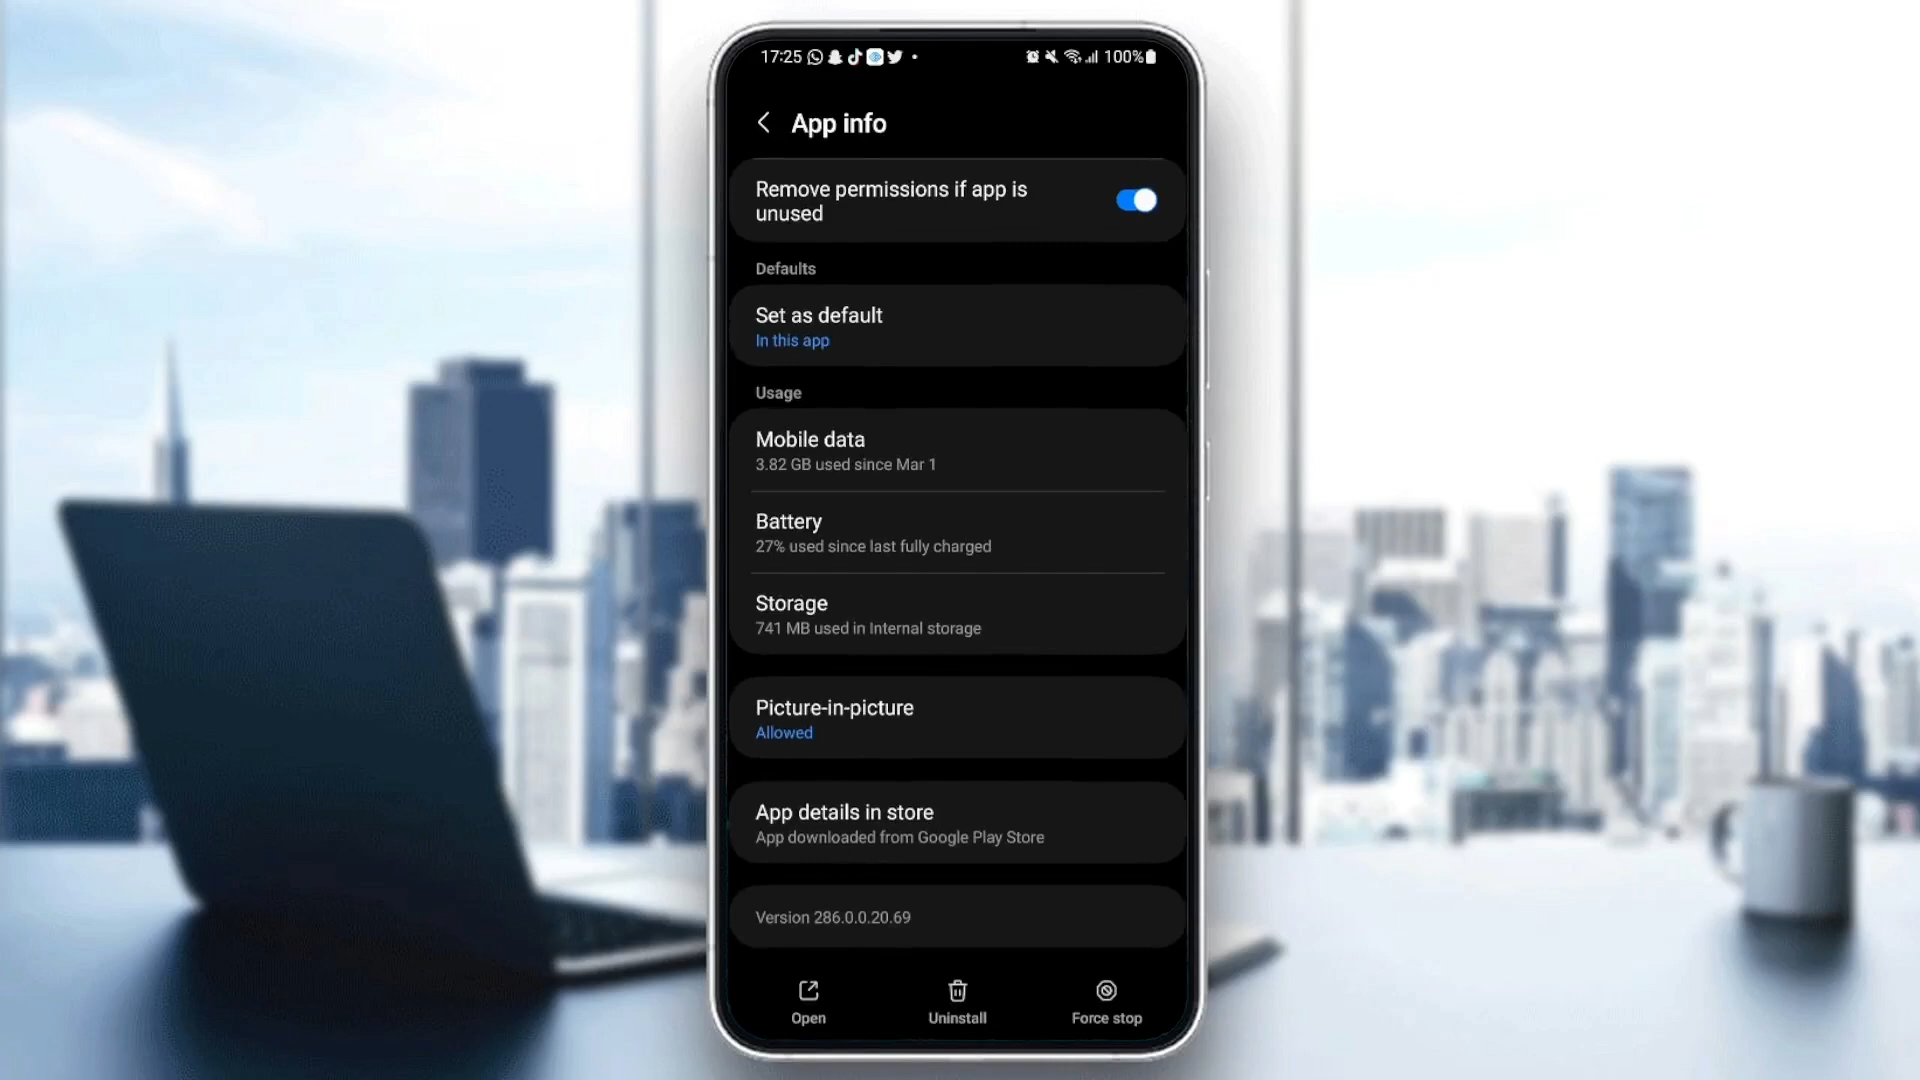 17:25
100%
App info
Remove permissions if app is
unused
Defaults
Set as default
In this app
Usage
Mobile data
3.82 GB used since Mar 1
Battery
27% used since last fully charged
Storage
741 MB used in Internal storage
Picture-in-picture
Allowed
App details in store
App downloaded from Google Play Store
Version 286.0.0.20.69
Open
Uninstall
Force stop